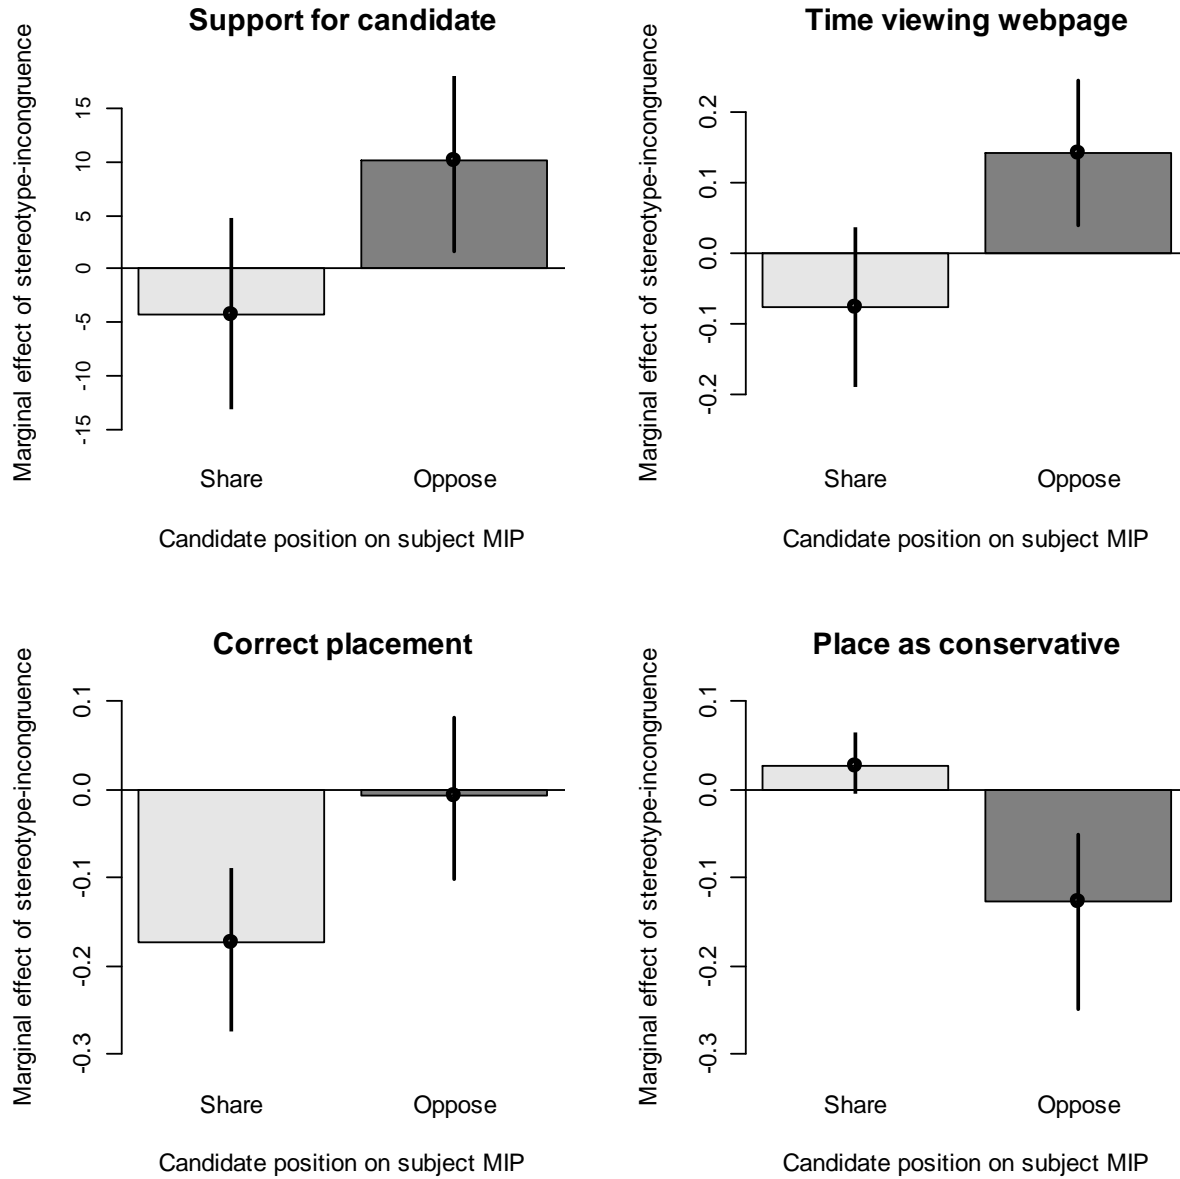 Support for candidate
Marginal effect of stereotype-incongruence
15
10
5
0
-5
-10
-15
Share Oppose
Candidate position on subject MIP
Time viewing webpage
Marginal effect of stereotype-incongruence
0.2
0.1
0.0
-0.1
-0.2
Share Oppose
Candidate position on subject MIP
Correct placement
Marginal effect of stereotype-incongruence
0.1
0.0
-0.1
-0.2
-0.3
Share Oppose
Candidate position on subject MIP
Place as conservative
Marginal effect of stereotype-incongruence
0.1
0.0
-0.1
-0.2
-0.3
Share Oppose
Candidate position on subject MIP